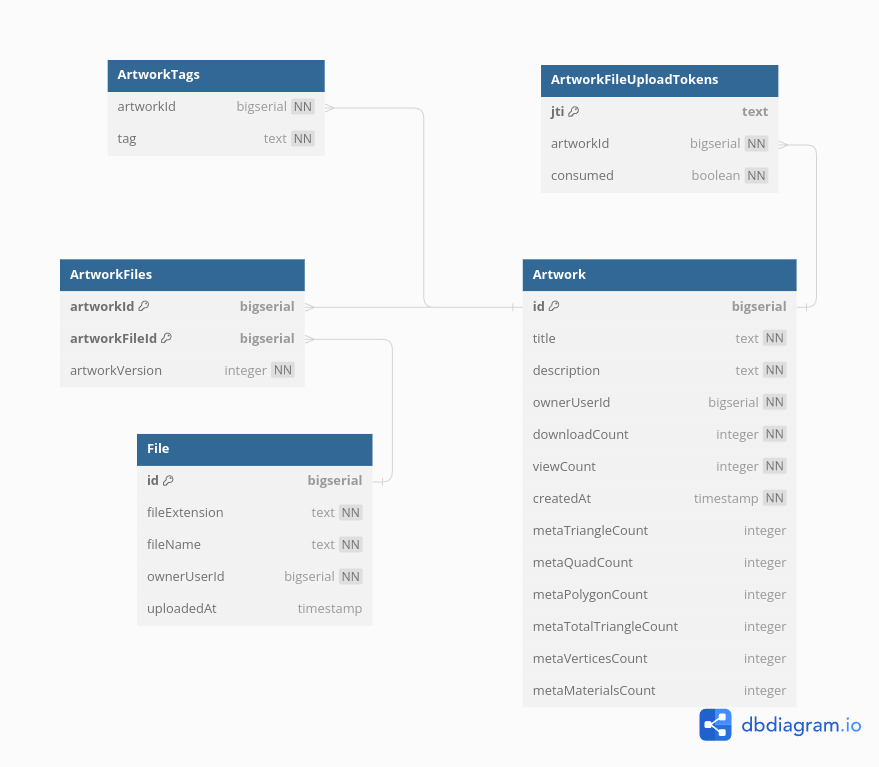 ArtworkTags
artworkId bigserial NN
tag text NN
ArtworkFileUploadTokens
jti text
artworkId bigserial NN
consumed boolean NN
ArtworkFiles
artworkId bigserial
artworkFileId bigserial
artworkVersion integer NN
Artwork
id bigserial
title text NN
description text NN
ownerUserId bigserial NN
downloadCount integer NN
viewCount integer NN
createdAt timestamp NN
metaTriangleCount integer
metaQuadCount integer
metaPolygonCount integer
metaTotalTriangleCount integer
metaVerticesCount integer
metaMaterialsCount integer
File
id bigserial
fileExtension text NN
fileName text NN
ownerUserId bigserial NN
uploadedAt timestamp
dbdiagram.io